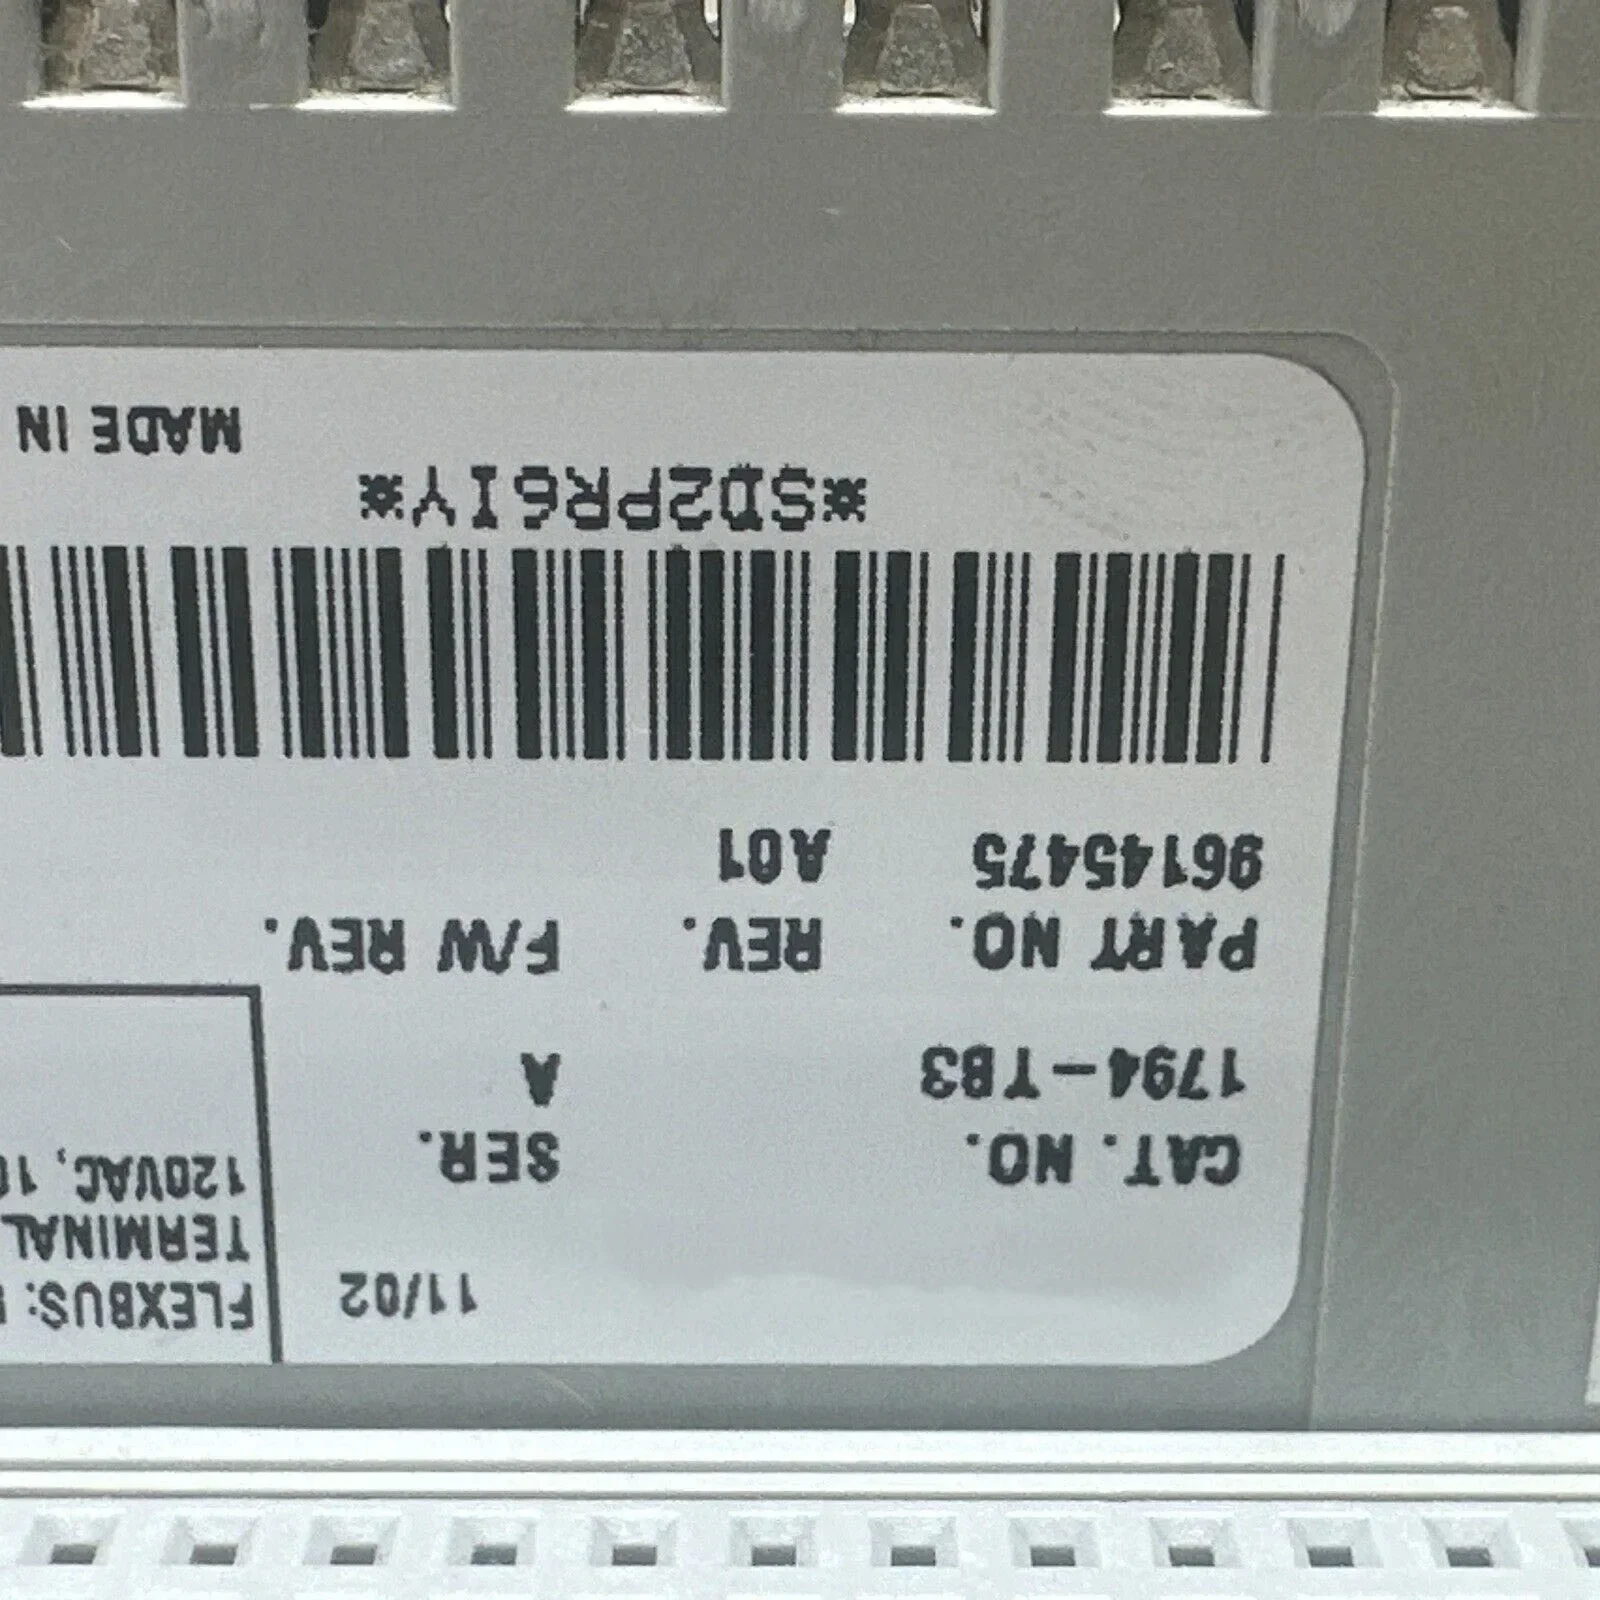 11/02
FLEXBUS:
TERMINAL
120VAC, 10
CAT. NO. SER.
1794-TB3 A
PART NO. REV. F/W REV.
96145475 A01
*SD2PR6IY*
MADE IN